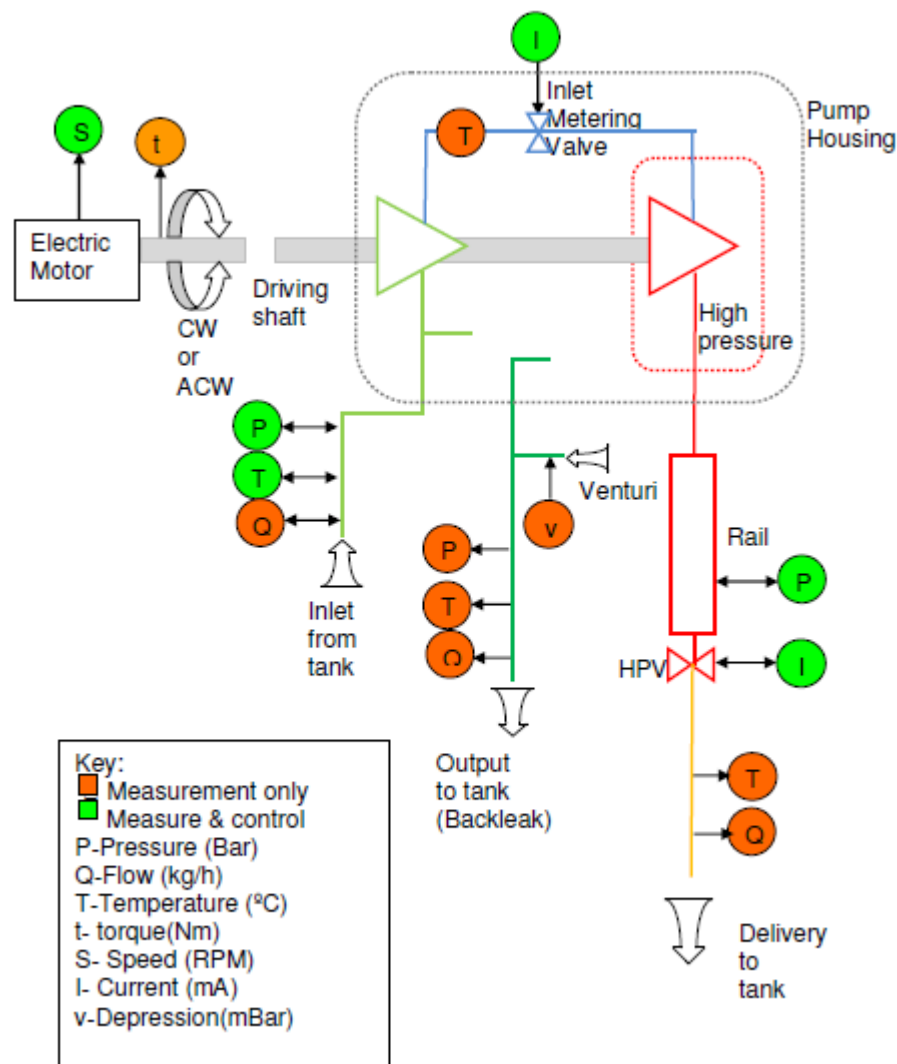 I
Inlet
Metering
Valve
Pump
Housing
S
t
T
Electric
Motor
Driving
shaft
CW
or
ACW
High
pressure
P
T
Q
Inlet
from
tank
Venturi
v
P
T
Q
Rail
P
HPV
I
Output
to tank
(Backleak)
T
Q
Delivery
to
tank
Key:
Measurement only
Measure & control
P-Pressure (Bar)
Q-Flow (kg/h)
T-Temperature (ºC)
t- torque(Nm)
S- Speed (RPM)
I- Current (mA)
v-Depression(mBar)